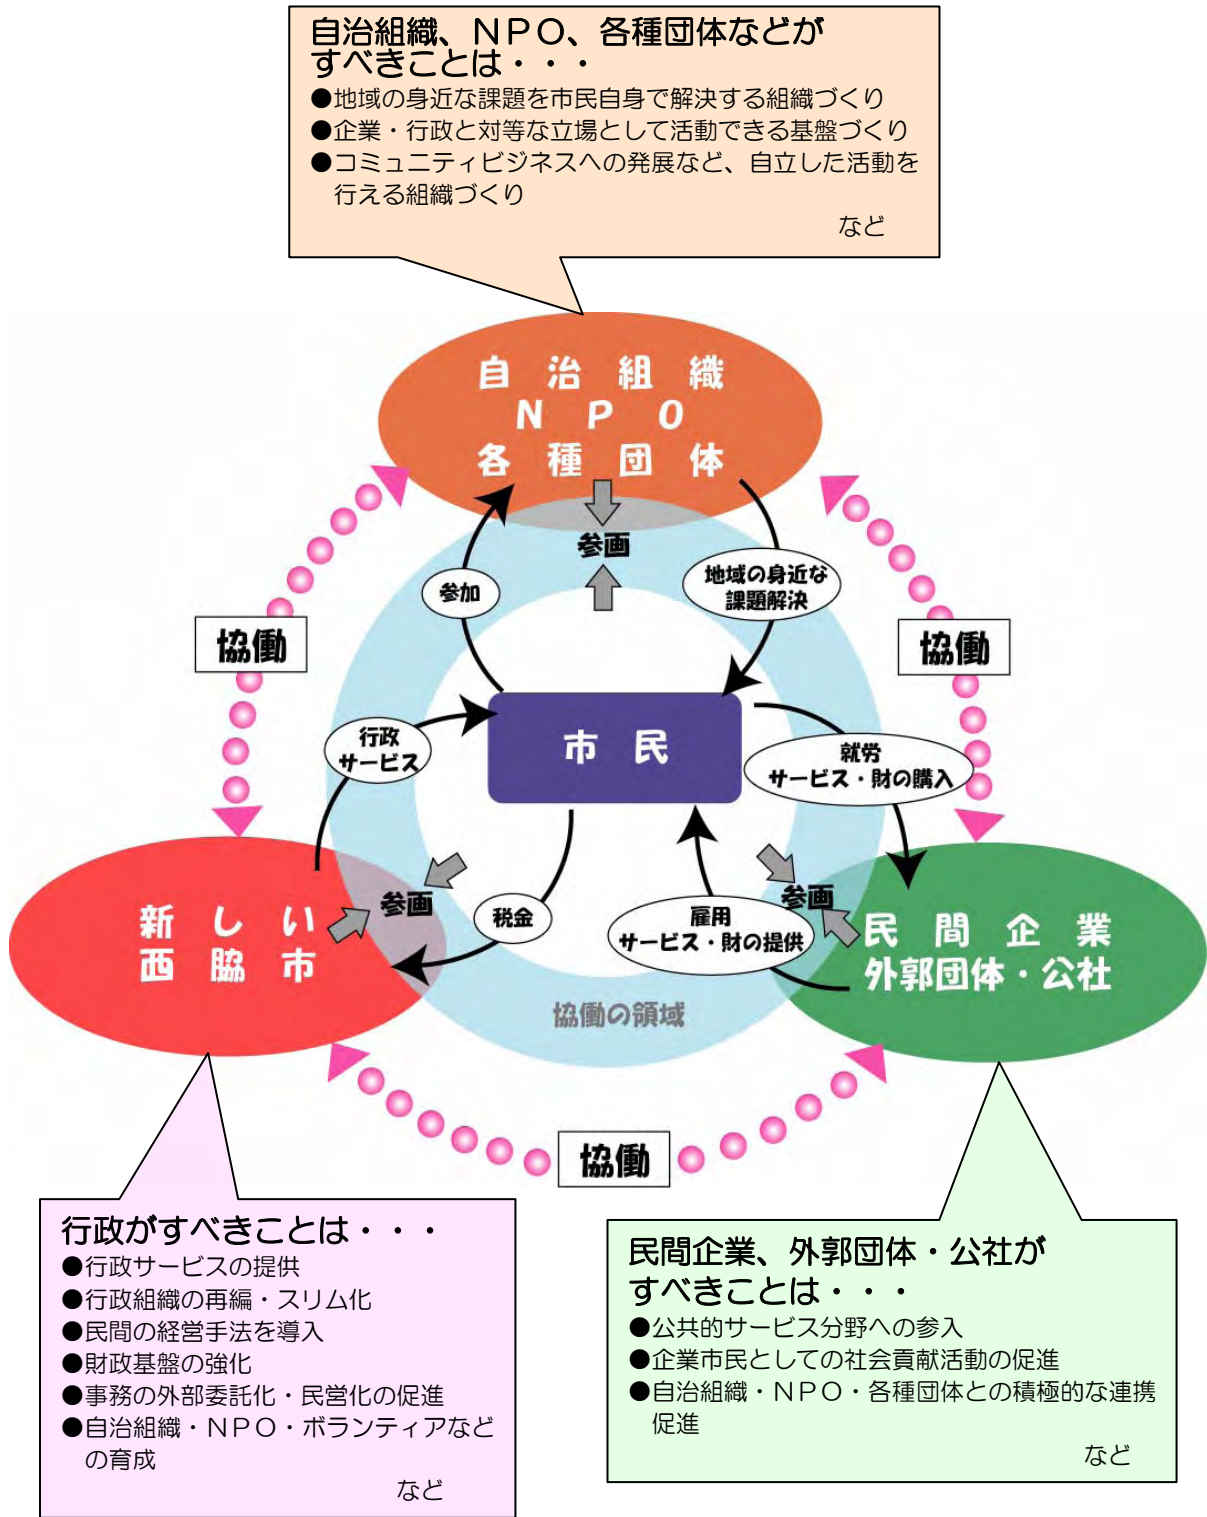 自治組織、ＮＰＯ、各種団体などが
すべきことは・・・
●地域の身近な課題を市民自身で解決する組織づくり
●企業・行政と対等な立場として活動できる基盤づくり
●コミュニティビジネスへの発展など、自立した活動を
行える組織づくり
など
自治組織
ＮＰＯ
各種団体
参画
参加
地域の身近な
課題解決
協働
協働
市民
行政
サービス
就労
サービス・財の購入
新しい
西脇市
参画
税金
雇用
サービス・財の提供
参画
民間企業
外郭団体・公社
協働の領域
協働
行政がすべきことは・・・
●行政サービスの提供
●行政組織の再編・スリム化
●民間の経営手法を導入
●財政基盤の強化
●事務の外部委託化・民営化の促進
●自治組織・ＮＰＯ・ボランティアなど
の育成
など
民間企業、外郭団体・公社が
すべきことは・・・
●公共的サービス分野への参入
●企業市民としての社会貢献活動の促進
●自治組織・ＮＰＯ・各種団体との積極的な連携
促進
など